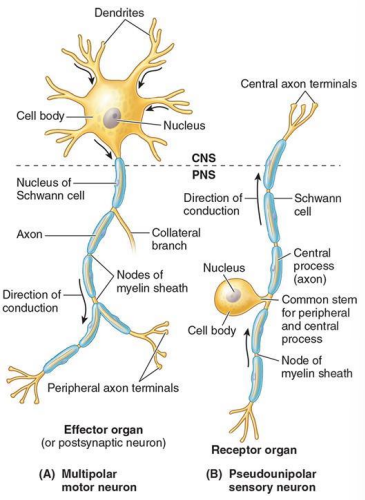 Dendrites
Cell body
Nucleus
CNS
PNS
Nucleus of
Schwann cell
Axon
Collateral
branch
Nodes of
myelin sheath
Direction of
conduction
Peripheral axon terminals
Effector organ
(or postsynaptic neuron)
(A) Multipolar
motor neuron
Central axon terminals
Direction of
conduction
Schwann
cell
Central
process
(axon)
Nucleus
Common stem
for peripheral
and central
process
Cell body
Node of
myelin sheath
Receptor organ
(B) Pseudounipolar
sensory neuron